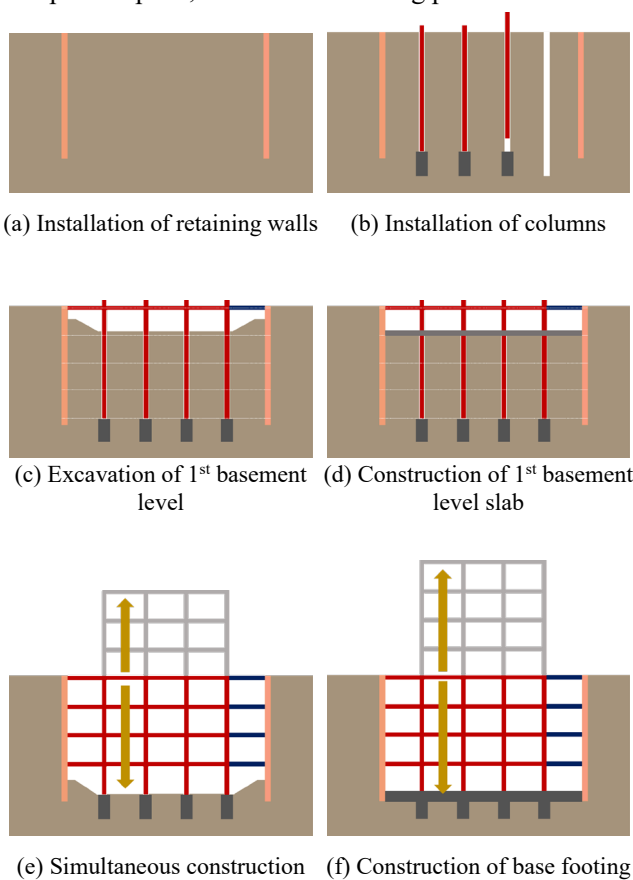 (a) Installation of retaining walls
(b) Installation of columns
(c) Excavation of 1st basement
level
(d) Construction of 1st basement
level slab
(e) Simultaneous construction
(f) Construction of base footing